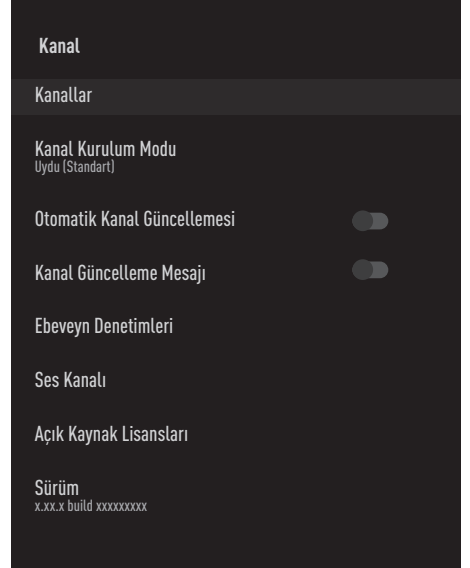 Kanal
Kanallar
Kanal Kurulum Modu
Uydu (Standart)
Otomatik Kanal Güncellemesi
Kanal Güncelleme Mesajı
Ebeveyn Denetimleri
Ses Kanalı
Açık Kaynak Lisansları
Sürüm
x.xx.x build xxxxxxxxx